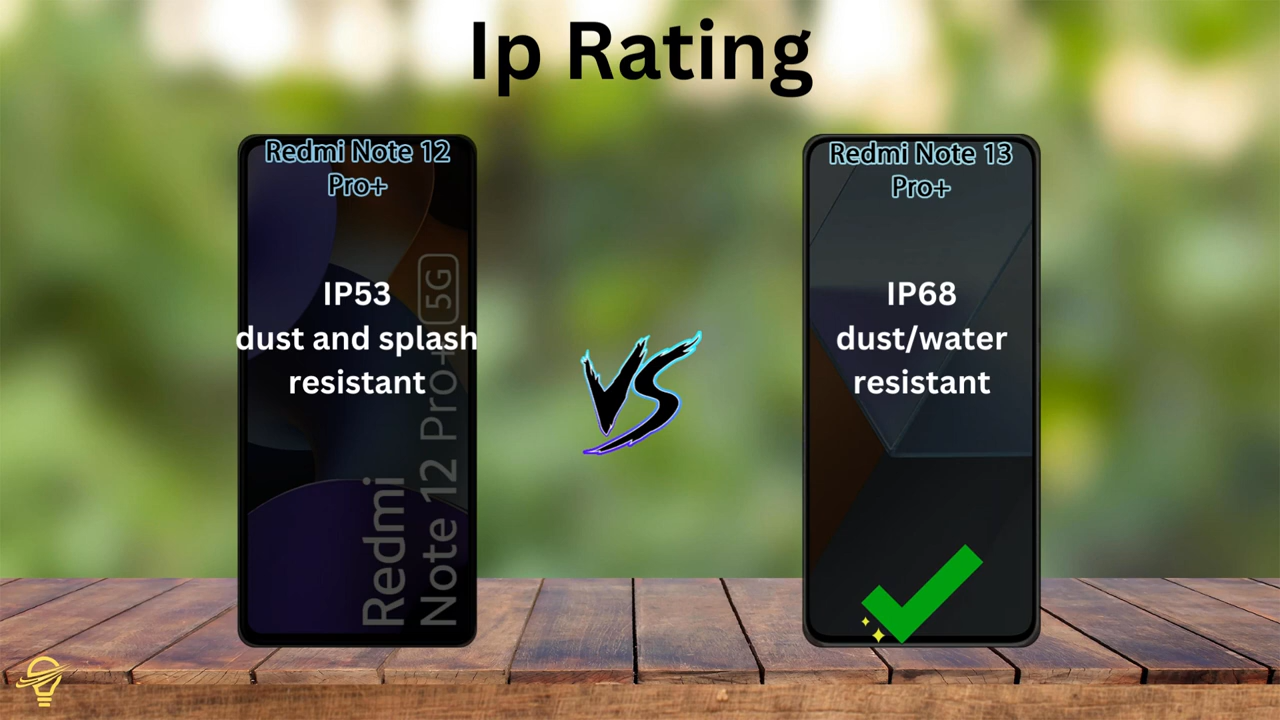 Ip Rating
Redmi Note 12
Pro+
IP53
dust and splash
resistant
Redmi
Note 12 Pro+ 5G
VS
Redmi Note 13
Pro+
IP68
dust/water
resistant